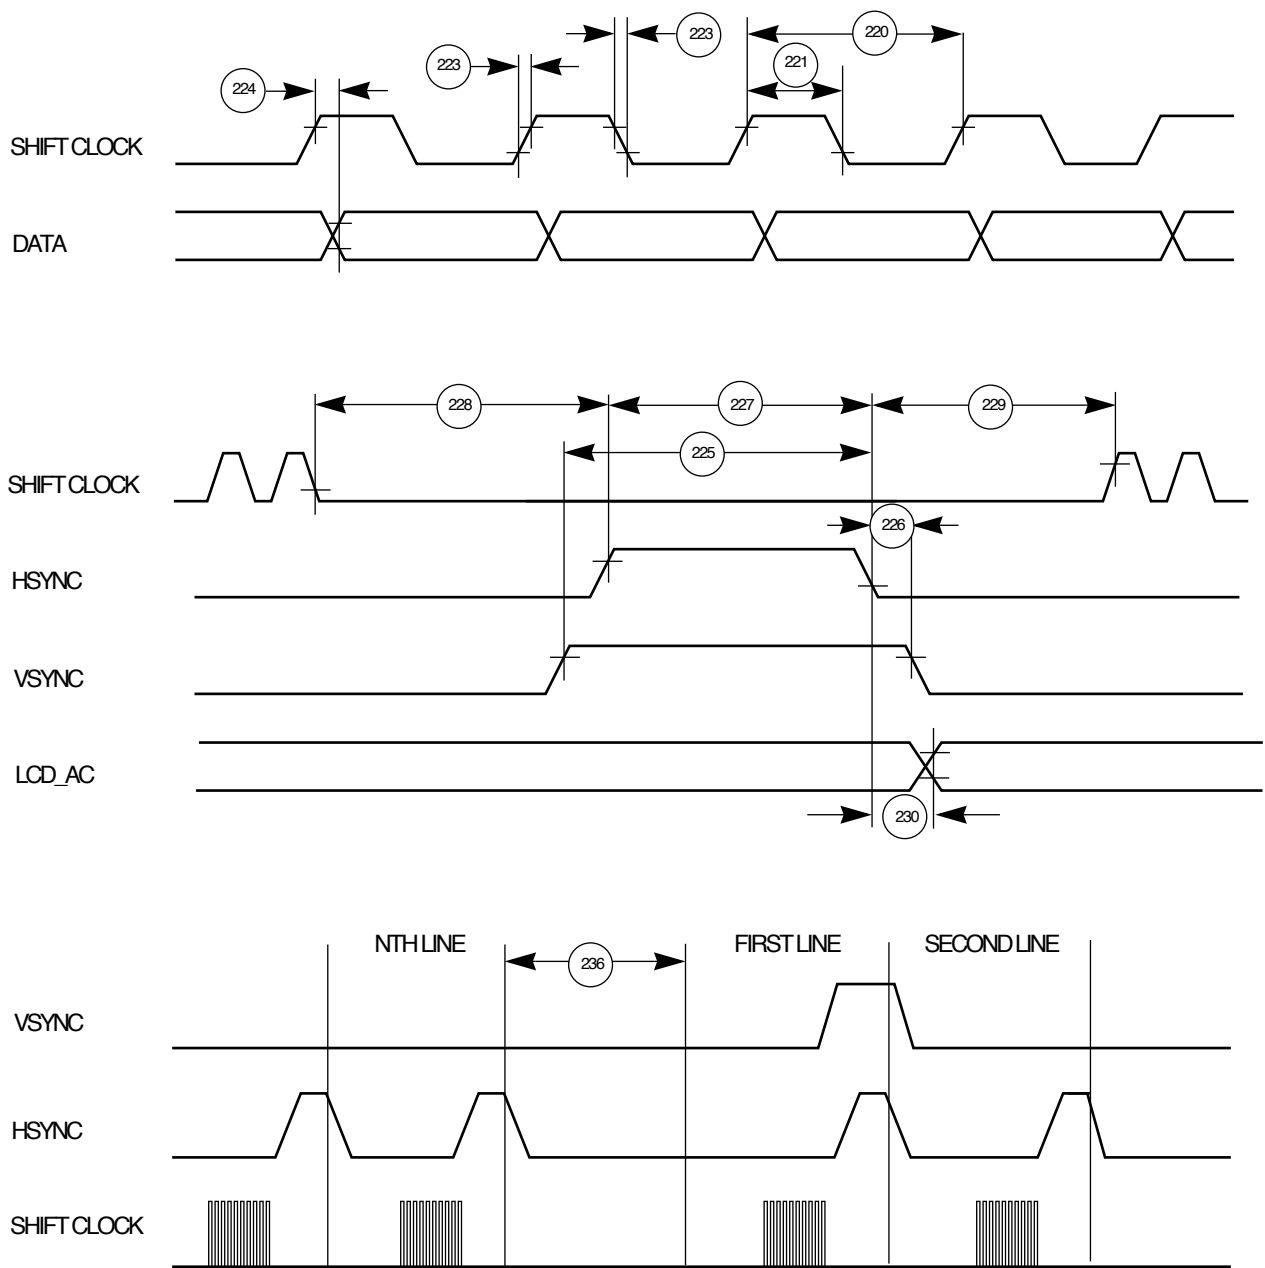 223
220
223
221
224
SHIFT CLOCK
DATA
228
227
229
225
SHIFT CLOCK
226
HSYNC
VSYNC
LCD_AC
230
NTH LINE
FIRST LINE
SECOND LINE
236
VSYNC
HSYNC
SHIFT CLOCK